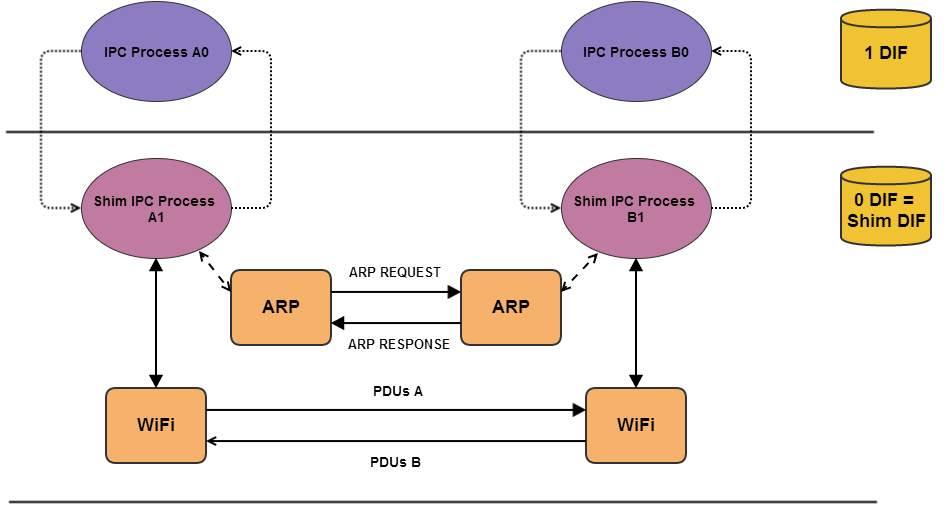 IPC Process A0
IPC Process B0
1 DIF
Shim IPC Process
A1
Shim IPC Process
B1
0 DIF =
Shim DIF
ARP REQUEST
ARP
ARP
ARP RESPONSE
PDUs A
WiFi
WiFi
PDUs B